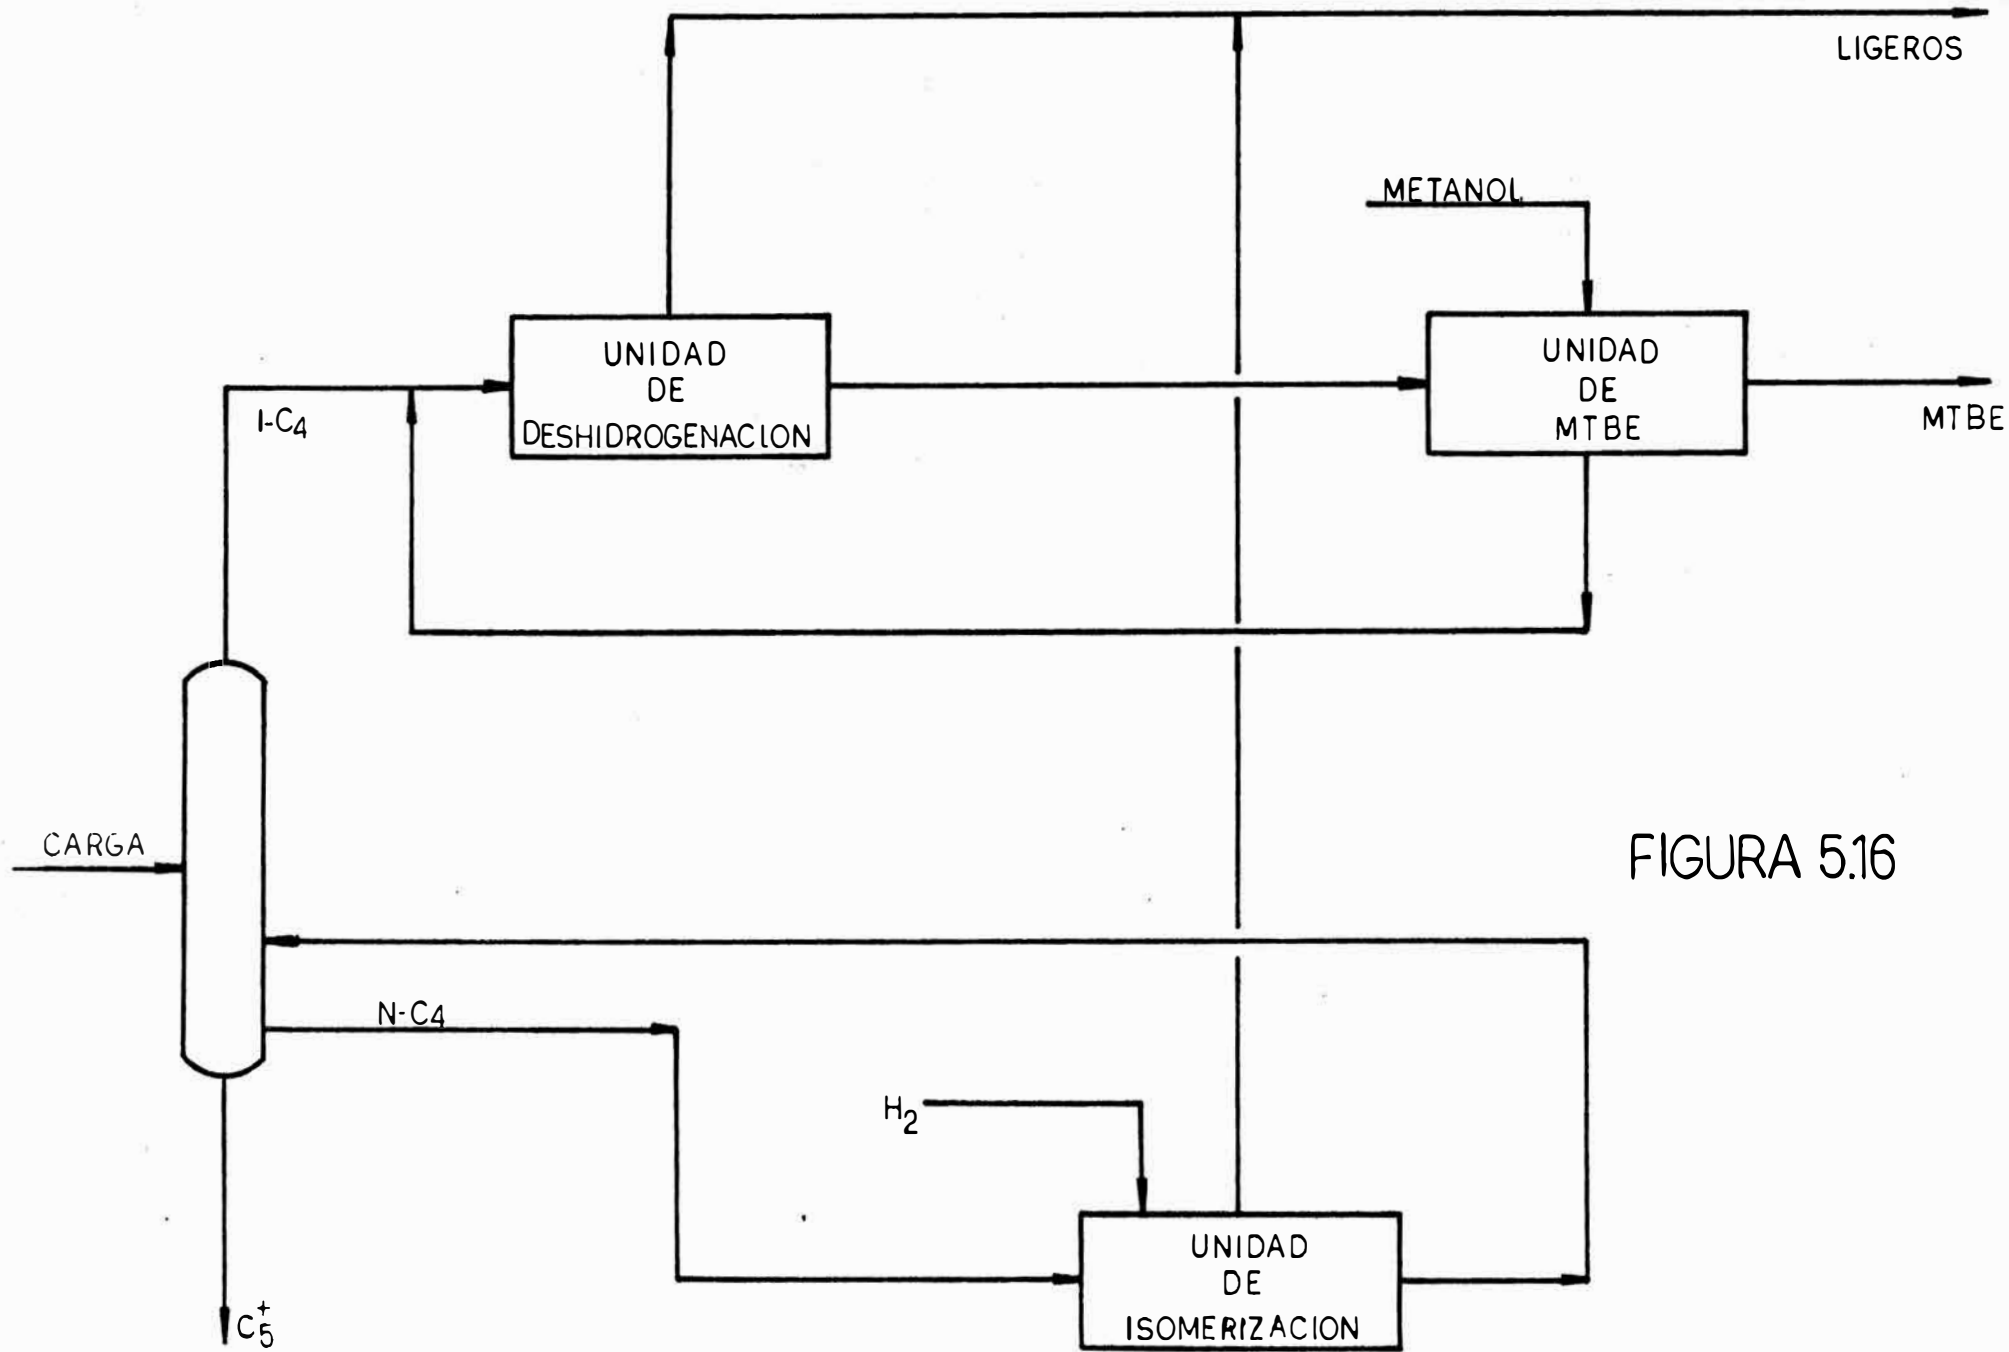 LIGEROS
METANOL
UNIDAD
DE
DESHIDROGENACION
UNIDAD
DE
MTBE
I-C4
MTBE
CARGA
FIGURA 5.16
N-C4
H2
UNIDAD
DE
ISOMERIZACION
C5+